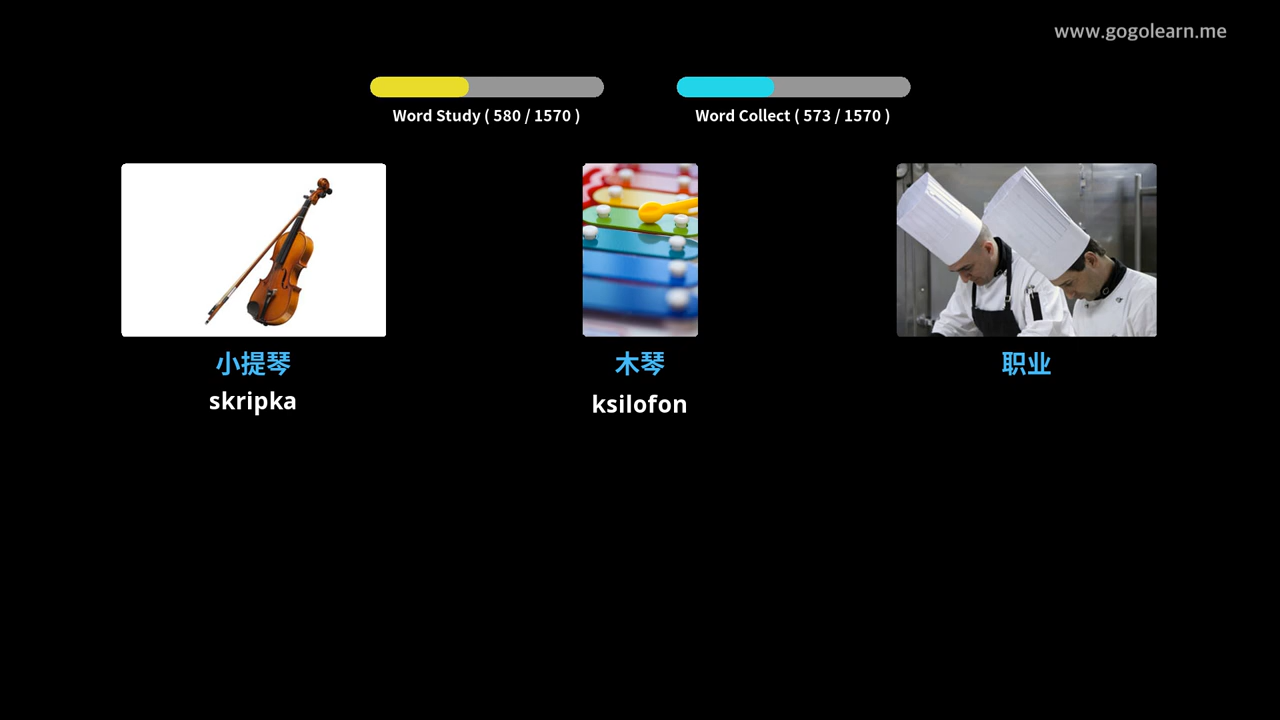 www.gogolearn.me
Word Study ( 580 / 1570 )
Word Collect ( 573 / 1570 )
小提琴
木琴
职业
skripka
ksilofon